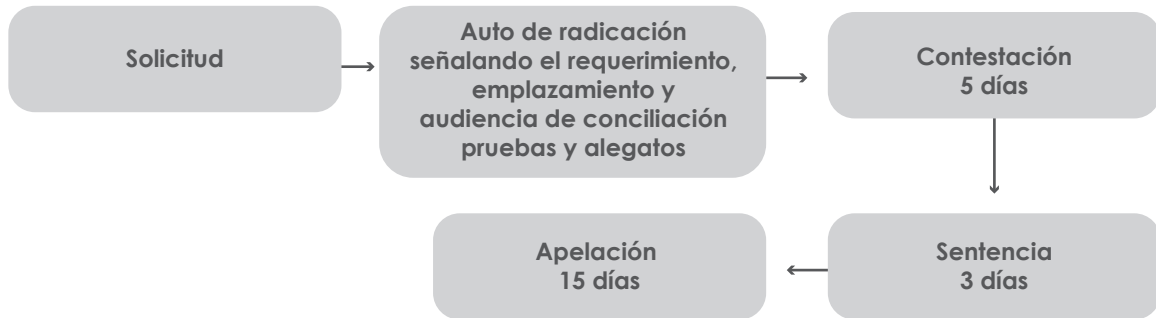 Solicitud
Auto de radicación
señalando el requerimiento,
emplazamiento y
audiencia de conciliación
pruebas y alegatos
Contestación
5 días
Sentencia
3 días
Apelación
15 días